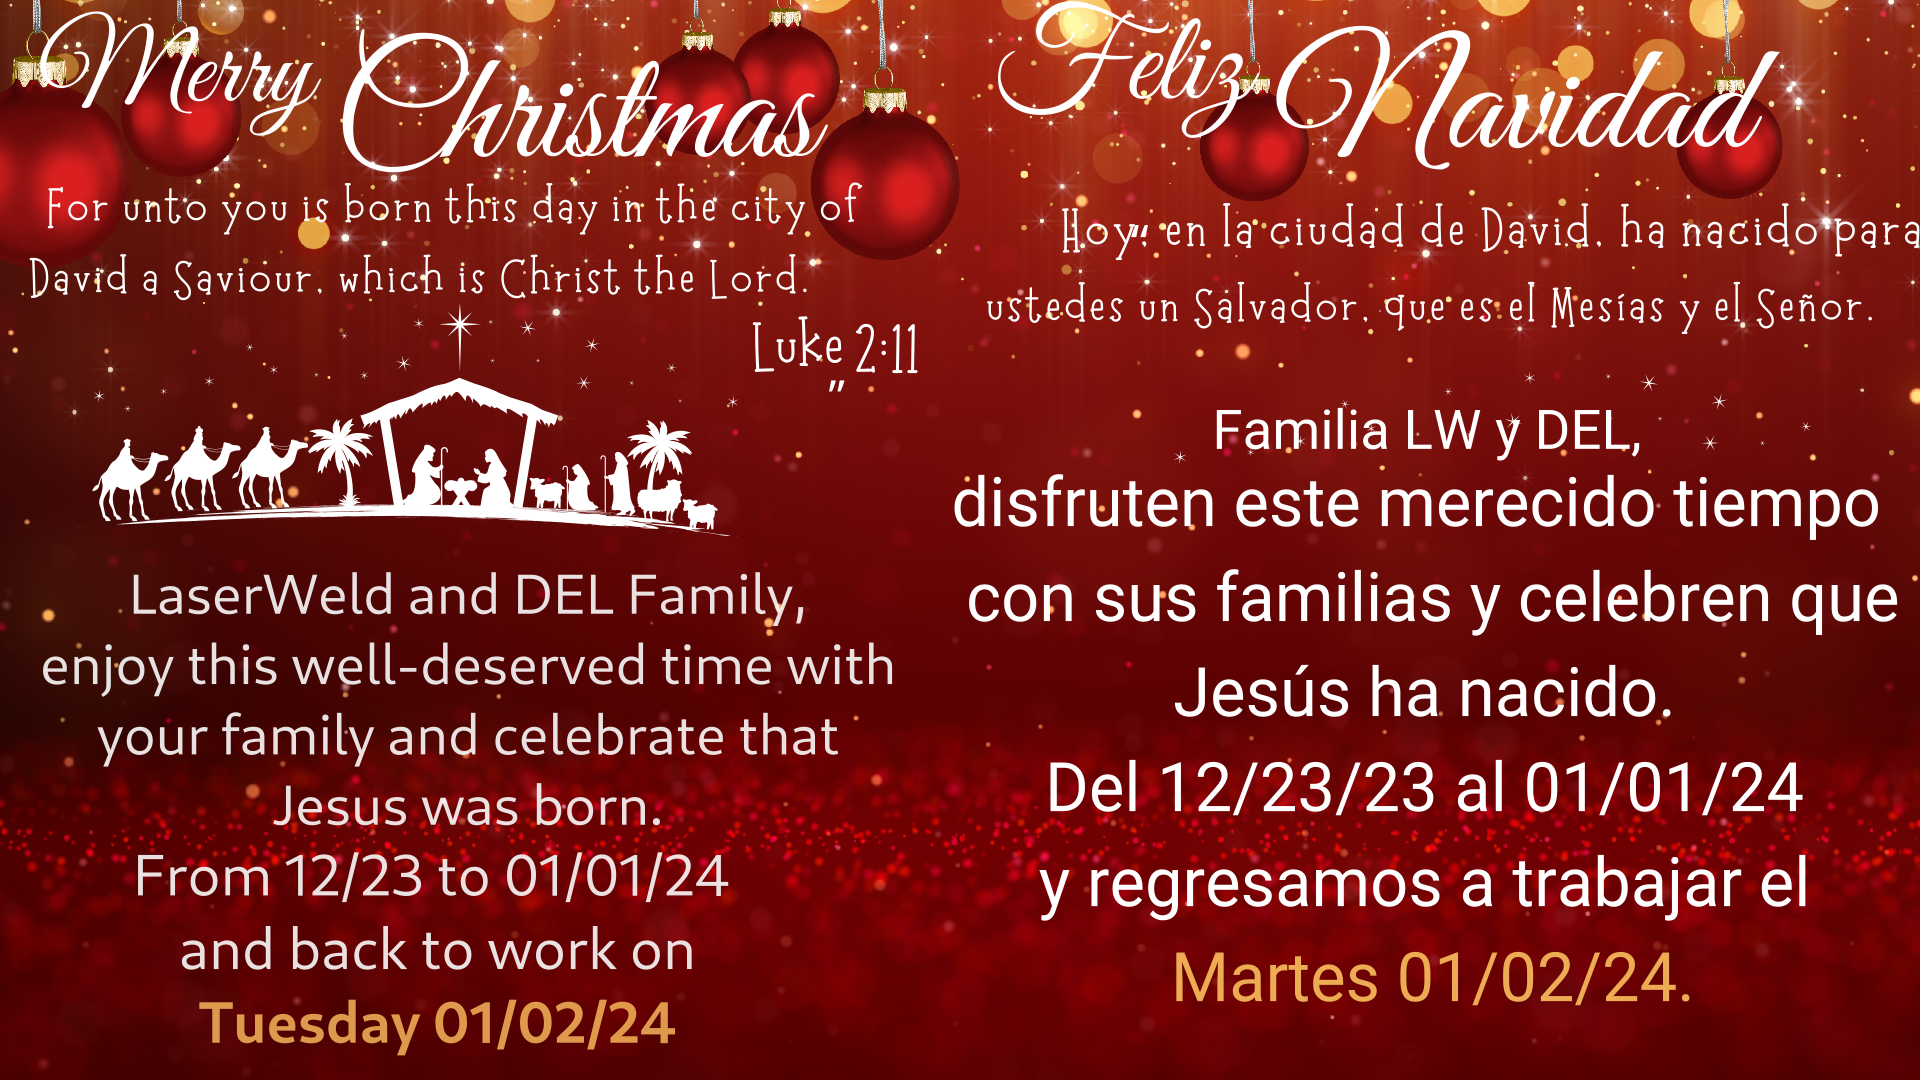 Merry Christmas
For unto you is born this day in the city of
David a Saviour, which is Christ the Lord.
Luke 2:11
"
LaserWeld and DEL Family,
enjoy this well-deserved time with
your family and celebrate that
Jesus was born.
From 12/23 to 01/01/24
and back to work on
Tuesday 01/02/24
Feliz Navidad
"
Hoy, en la ciudad de David, ha nacido para
ustedes un Salvador, que es el Mesías y el Señor.
Familia LW y DEL,
disfruten este merecido tiempo
con sus familias y celebren que
Jesús ha nacido.
Del 12/23/23 al 01/01/24
y regresamos a trabajar el
Martes 01/02/24.